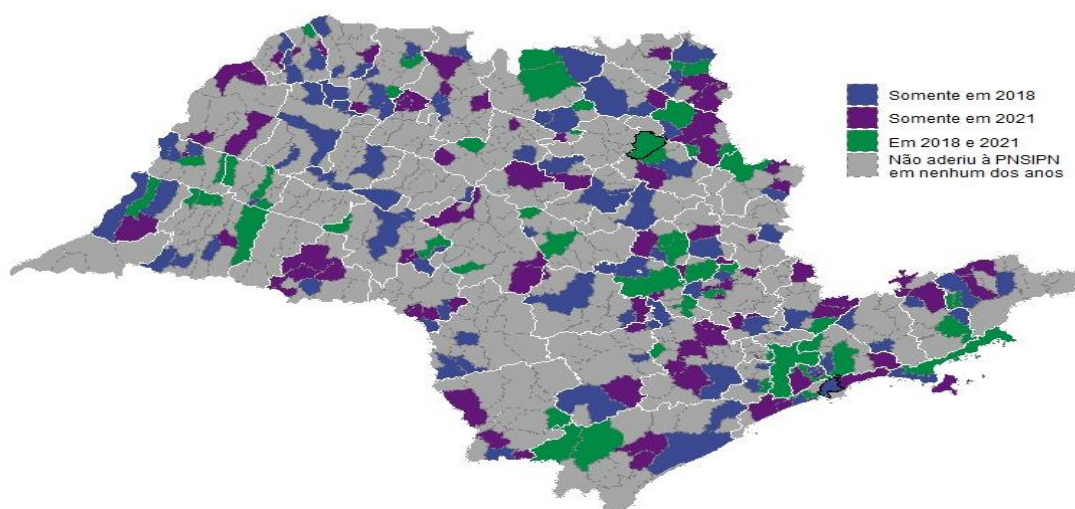 Somente em 2018
Somente em 2021
Em 2018 e 2021
Não aderiu à PNSIPN
em nenhum dos anos